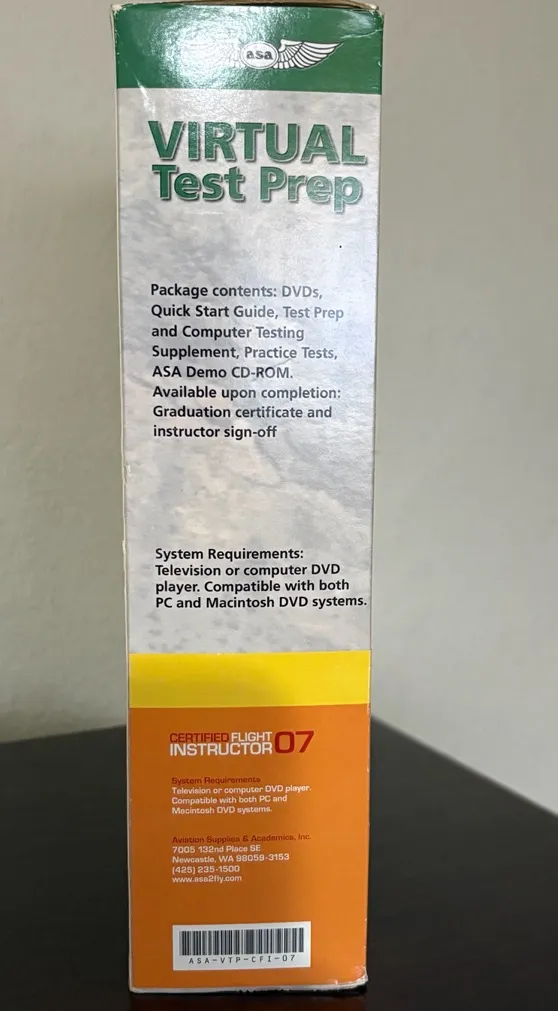 asa
VIRTUAL
Test Prep
Package contents: DVDs,
Quick Start Guide, Test Prep
and Computer Testing
Supplement, Practice Tests,
ASA Demo CD-ROM.
Available upon completion:
Graduation certificate and
instructor sign-off
System Requirements:
Television or computer DVD
player. Compatible with both
PC and Macintosh DVD systems.
CERTIFIED FLIGHT
INSTRUCTOR 07
System Requirements
Television or computer DVD player.
Compatible with both PC and
Macintosh DVD systems.
Aviation Supplies & Academics, Inc.
7005 132nd Place SE
Newcastle, WA 98059-3153
(425) 235-1500
www.asa2fly.com
ASA-VTP-CFI-07